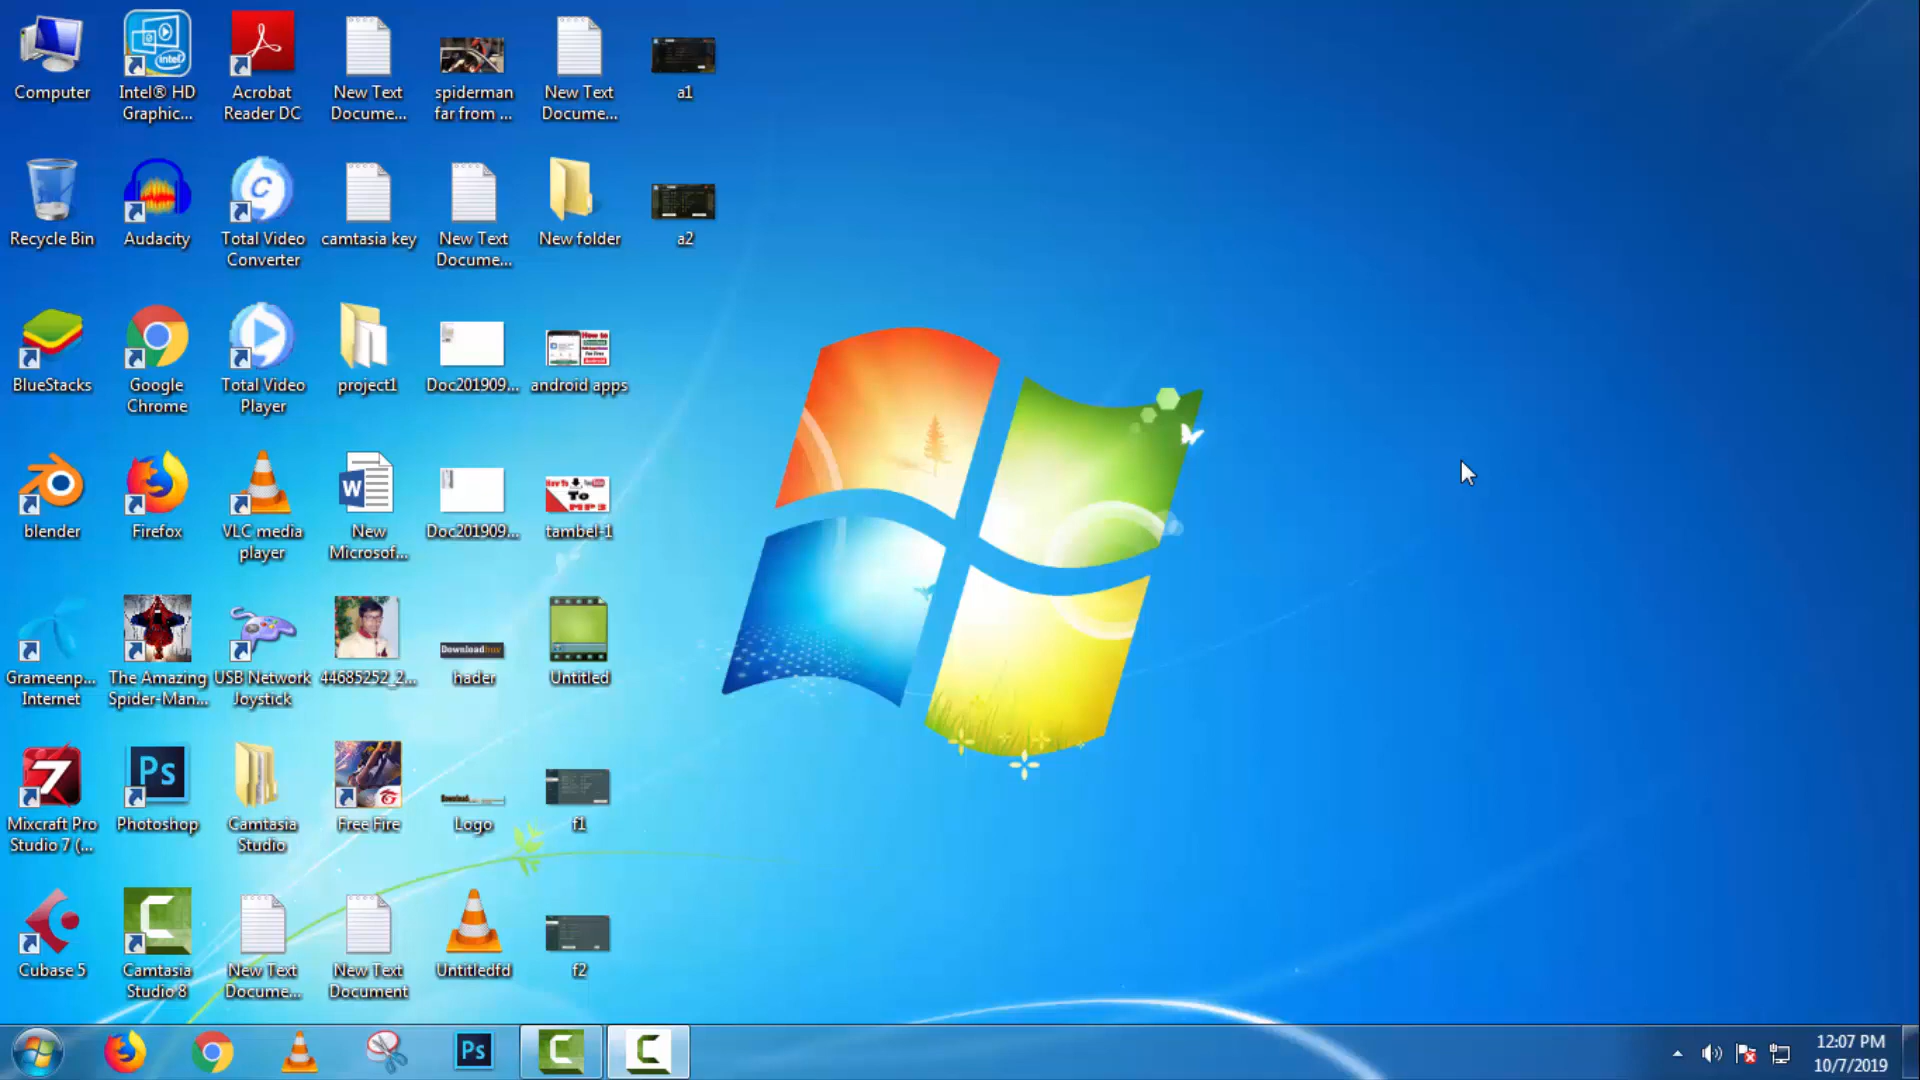 Computer
Intel® HD
Graphic...
Acrobat
Reader DC
New Text
Docume...
spiderman
far from ...
New Text
Docume...
a1
Recycle Bin
Audacity
Total Video
Converter
camtasia key
New Text
Docume...
New folder
a2
BlueStacks
Google
Chrome
Total Video
Player
project1
Doc201909...
android apps
blender
Firefox
VLC media
player
New
Microsof...
Doc201909...
To
MP3
tambel-1
Grameenp...
Internet
The Amazing
Spider-Man...
USB Network
Joystick
44685252_2...
hader
Untitled
Mixcraft Pro
Studio 7 (...
Ps
Photoshop
Camtasia
Studio
Free Fire
Logo
f1
Cubase 5
Camtasia
Studio 8
New Text
Docume...
New Text
Document
Untitledfd
f2
Ps
12:07 PM
10/7/2019